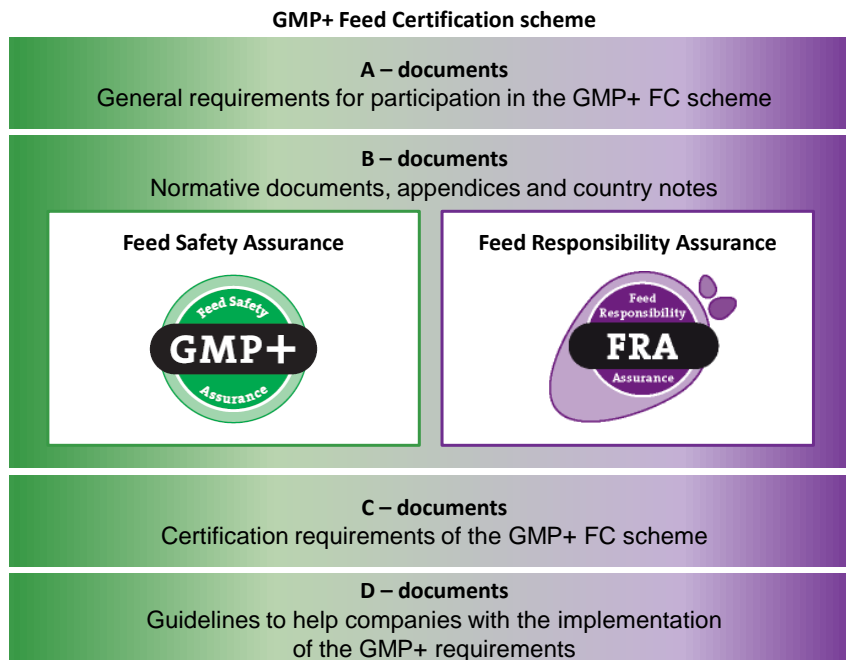 GMP+ Feed Certification scheme
A – documents
General requirements for participation in the GMP+ FC scheme
B – documents
Normative documents, appendices and country notes
Feed Safety Assurance
Feed Safety
GMP+
Assurance
Feed Responsibility Assurance
Feed
Responsibility
FRA
Assurance
C – documents
Certification requirements of the GMP+ FC scheme
D – documents
Guidelines to help companies with the implementation
of the GMP+ requirements